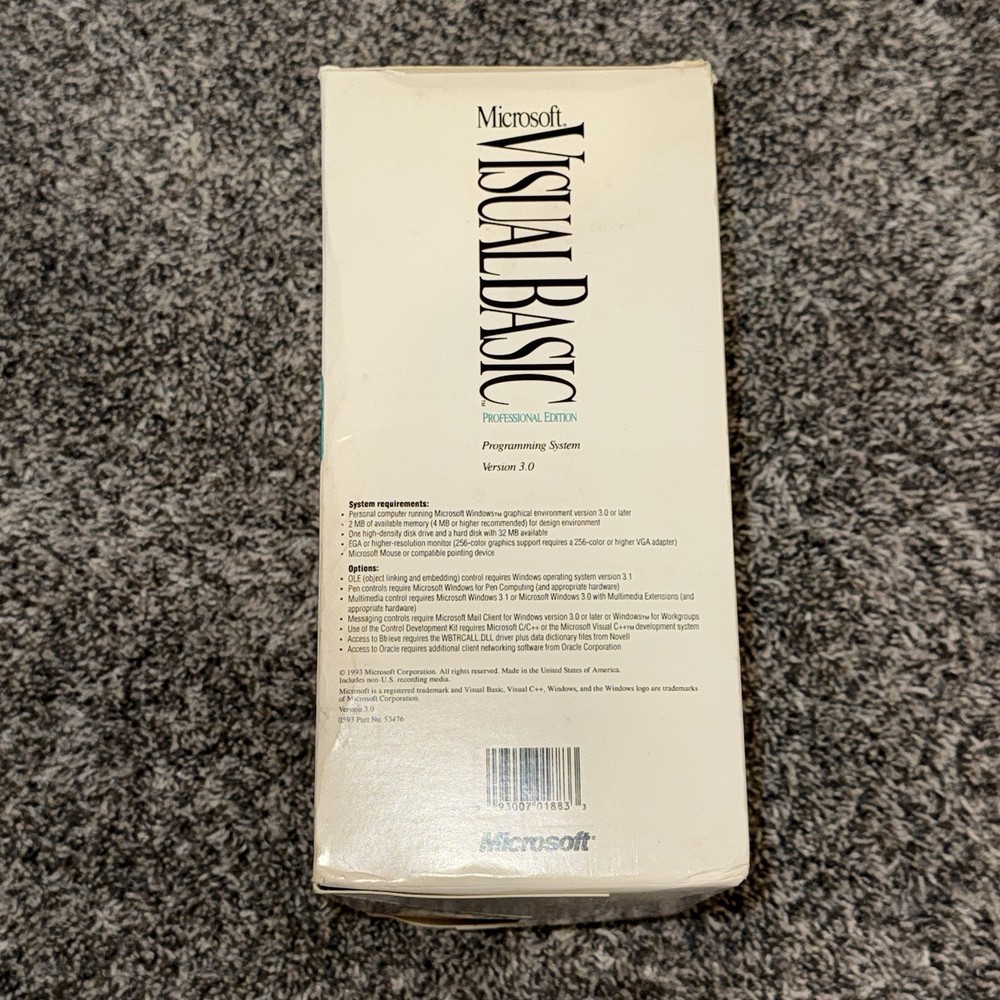 Microsoft®
VISUAL BASIC™
PROFESSIONAL EDITION
Programming System
Version 3.0
System requirements:
• Personal computer running Microsoft Windows™ graphical environment version 3.0 or later
• 2 MB of available memory (4 MB or higher recommended) for design environment
• One high-density disk drive and a hard disk with 32 MB available
• EGA or higher-resolution monitor (256-color graphics support requires a 256-color or higher VGA adapter)
• Microsoft Mouse or compatible pointing device
Options:
• OLE (object linking and embedding) control requires Windows operating system version 3.1
• Pen controls require Microsoft Windows for Pen Computing (and appropriate hardware)
• Multimedia control requires Microsoft Windows 3.1 or Microsoft Windows 3.0 with Multimedia Extensions (and
appropriate hardware)
• Messaging controls require Microsoft Mail Client for Windows version 3.0 or later or Windows™ for Workgroups
• Use of the Control Development Kit requires Microsoft C/C++ or the Microsoft Visual C++™ development system
• Access to Btrieve requires the WBTRCALL.DLL driver plus data dictionary files from Novell
• Access to Oracle requires additional client networking software from Oracle Corporation
© 1993 Microsoft Corporation. All rights reserved. Made in the United States of America.
Includes non U.S. recording media.
Microsoft is a registered trademark and Visual Basic, Visual C++, Windows, and the Windows logo are trademarks
of Microsoft Corporation.
Version 3.0
0593 Part No. 53476
93007 01883 3
Microsoft®